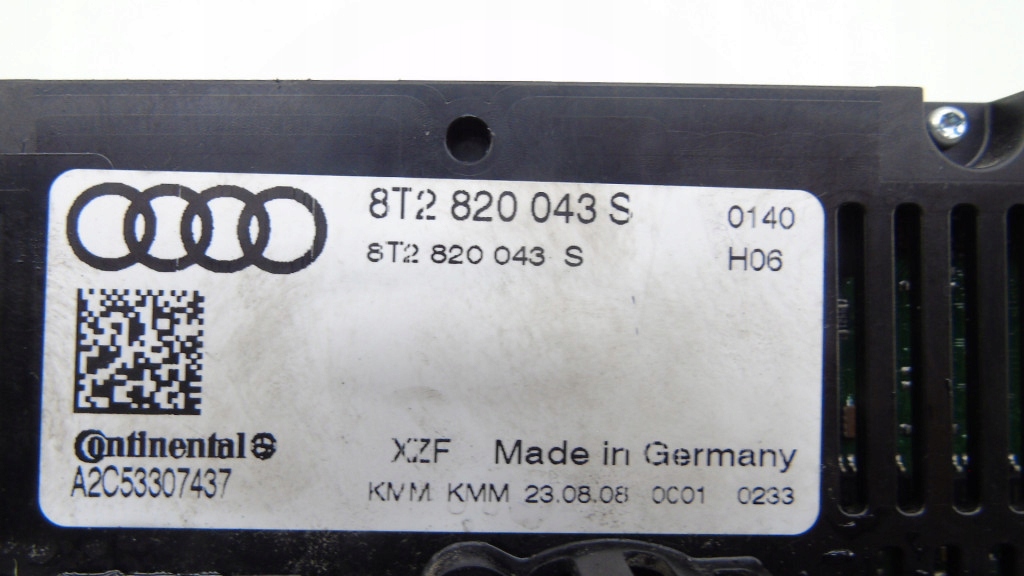 8T2 820 043 S 0140
8T2 820 043 S H06
Continental
A2C53307437
XZF Made in Germany
KMM KMM 23.08.08 0001 0233